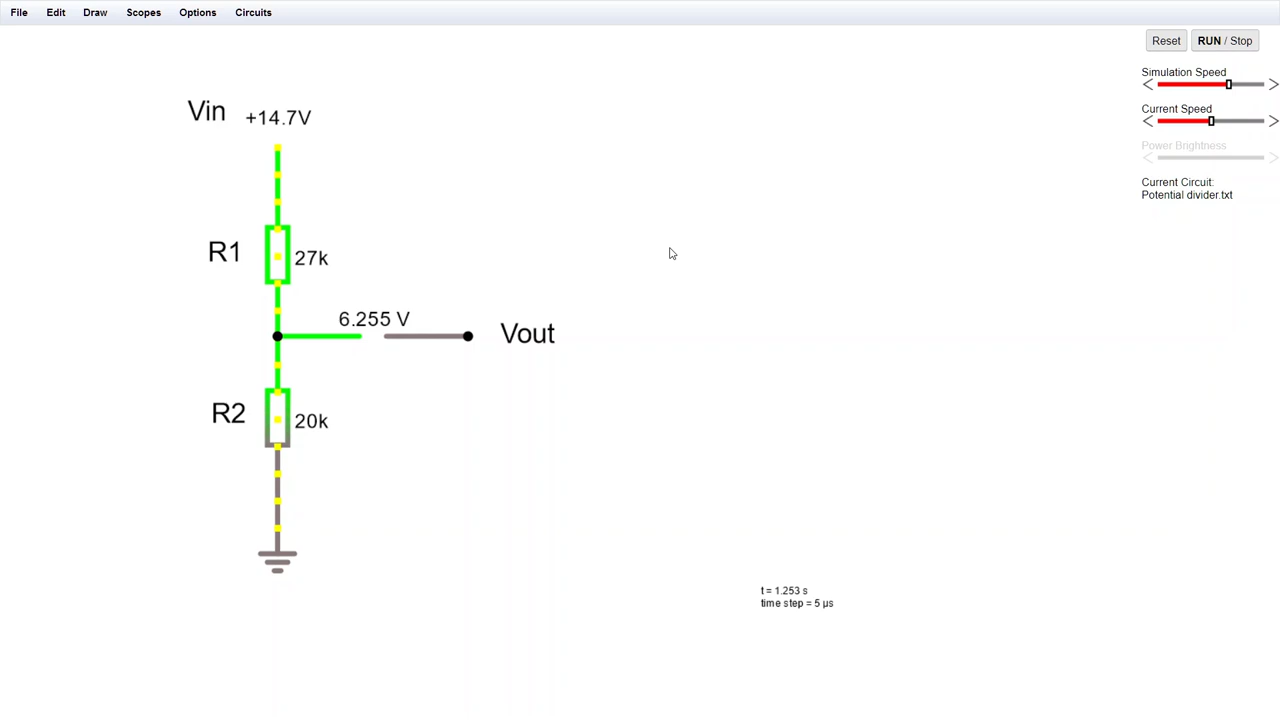 File Edit Draw Scopes Options Circuits
Reset RUN / Stop
Simulation Speed
Current Speed
Power Brightness
Current Circuit:
Potential divider.txt
Vin +14.7V
R1 27k
6.255 V
Vout
R2 20k
t = 1.253 s
time step = 5 µs